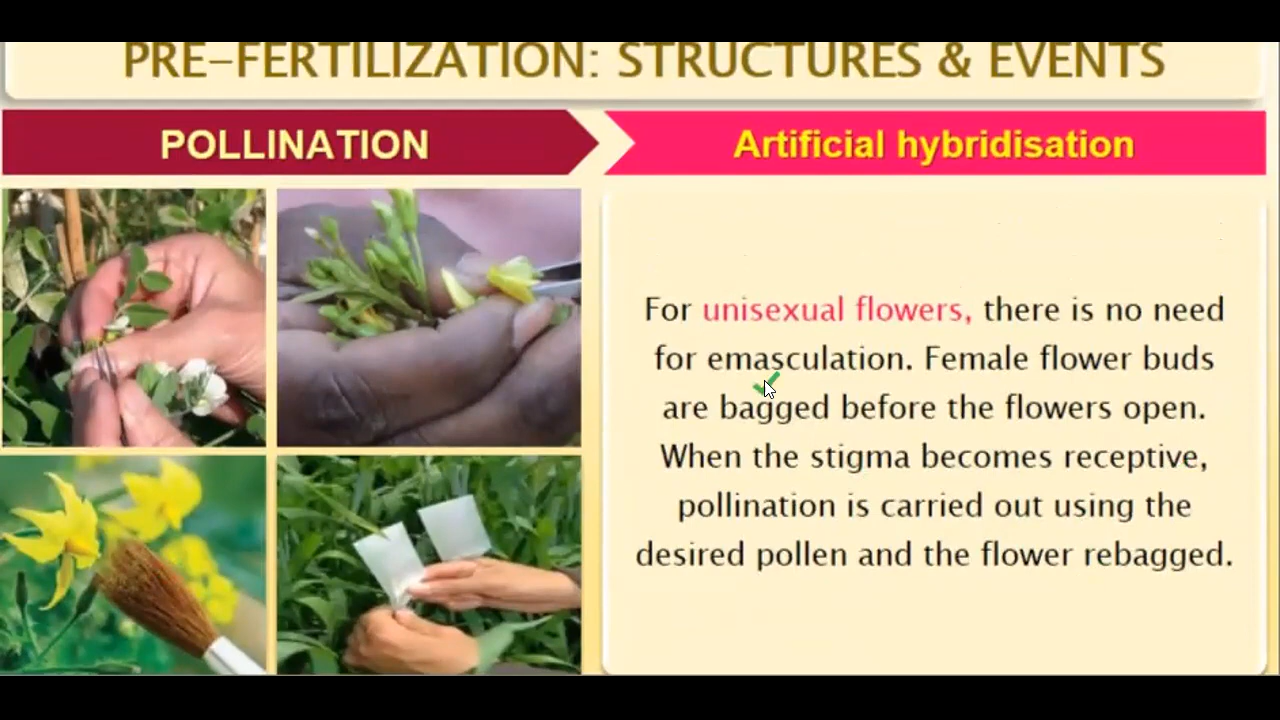 PRE-FERTILIZATION: STRUCTURES & EVENTS
POLLINATION
Artificial hybridisation
For unisexual flowers, there is no need
for emasculation. Female flower buds
are bagged before the flowers open.
When the stigma becomes receptive,
pollination is carried out using the
desired pollen and the flower rebagged.